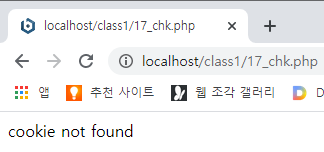 localhost/class1/17_chk.php
localhost/class1/17_chk.php
앱 추천 사이트 웹 조각 갤러리 D
cookie not found